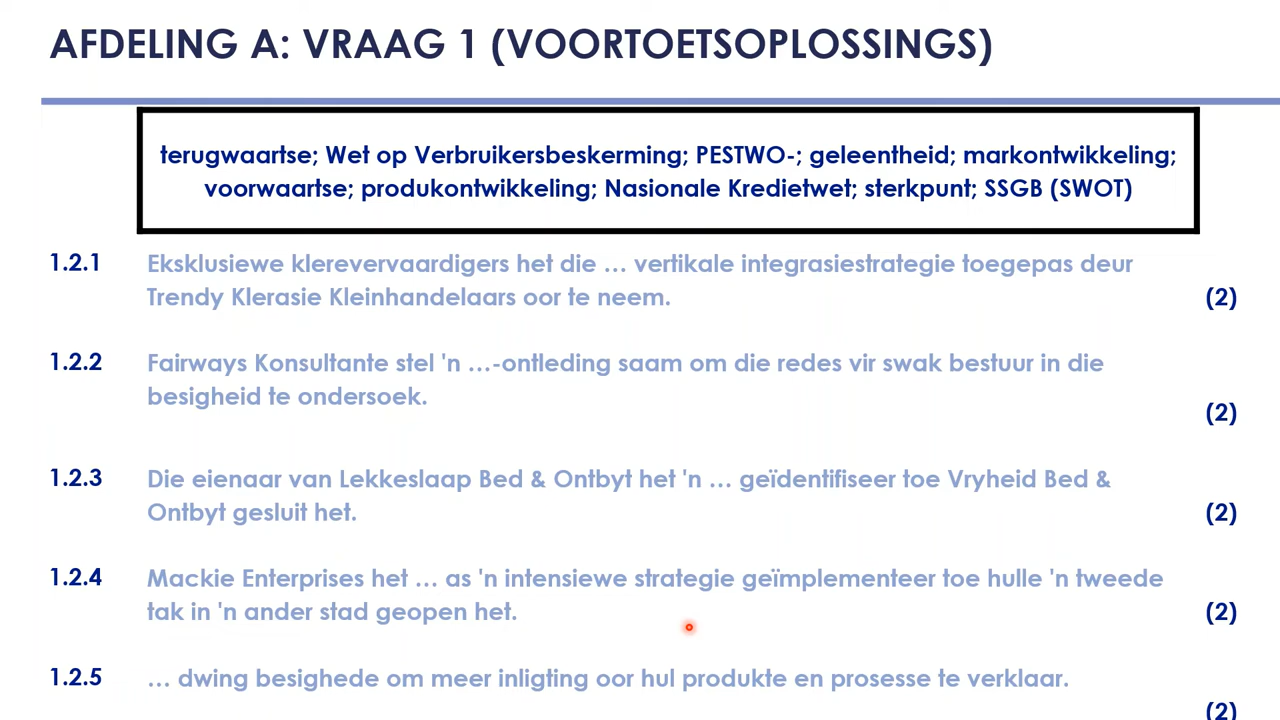 AFDELING A: VRAAG 1 (VOORTOETSOPLOSSINGS)
terugwaartse; Wet op Verbruikersbeskerming; PESTWO-; geleentheid; markontwikkeling;
voorwaartse; produkontwikkeling; Nasionale Kredietwet; sterkpunt; SSGB (SWOT)
1.2.1 Eksklusiewe klerevervaardigers het die … vertikale integrasiestrategie toegepas deur
Trendy Klerasie Kleinhandelaars oor te neem. (2)
1.2.2 Fairways Konsultante stel 'n …-ontleding saam om die redes vir swak bestuur in die
besigheid te ondersoek.
(2)
1.2.3 Die eienaar van Lekkeslaap Bed & Ontbyt het 'n … geïdentifiseer toe Vryheid Bed &
Ontbyt gesluit het. (2)
1.2.4 Mackie Enterprises het … as 'n intensiewe strategie geïmplementeer toe hulle 'n tweede
tak in 'n ander stad geopen het. (2)
1.2.5 … dwing besighede om meer inligting oor hul produkte en prosesse te verklaar.
(2)